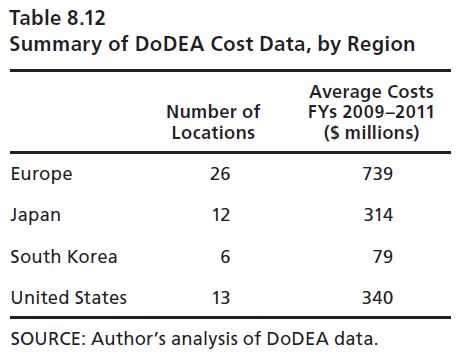 Table 8.12
Summary of DoDEA Cost Data, by Region
Number of Locations Average Costs FYs 2009–2011 ($ millions)
Europe 26 739
Japan 12 314
South Korea 6 79
United States 13 340
SOURCE: Author's analysis of DoDEA data.